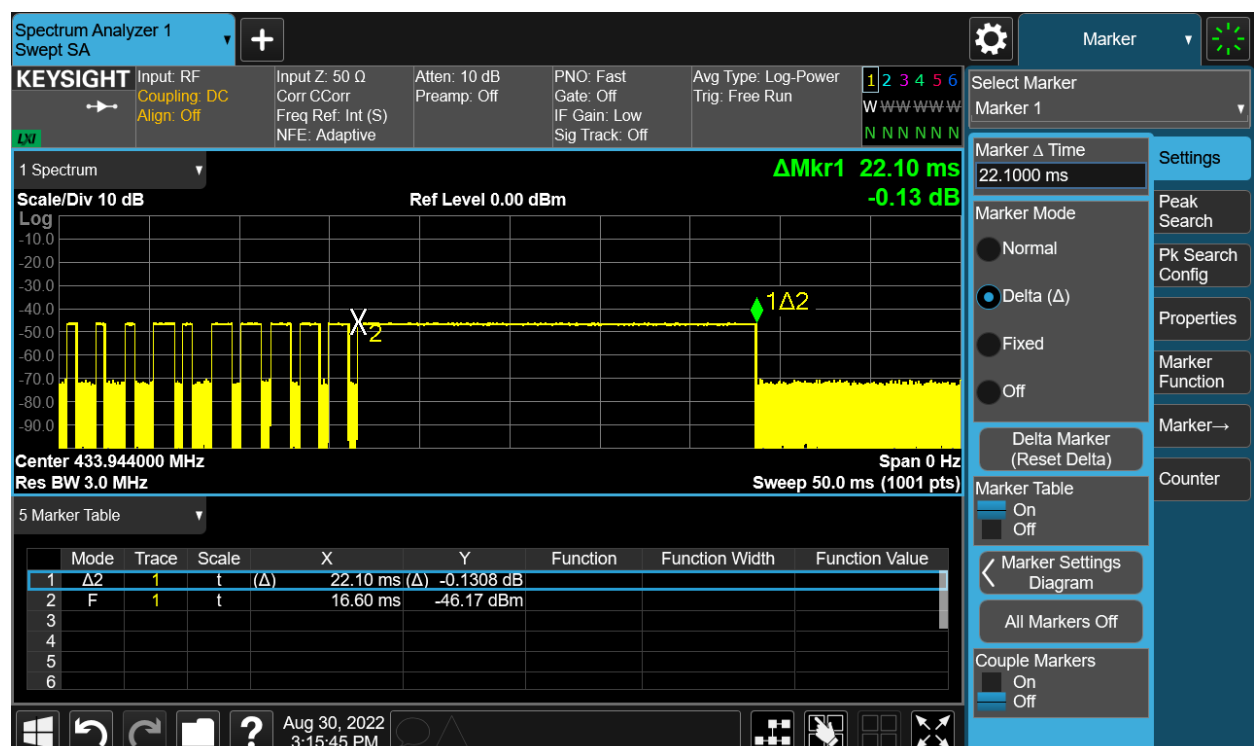 Spectrum Analyzer 1
Swept SA
Marker
KEYSIGHT
LXI
Input: RF
Coupling: DC
Align: Off
Input Z: 50 Ω
Corr CCorr
Freq Ref: Int (S)
NFE: Adaptive
Atten: 10 dB
Preamp: Off
PNO: Fast
Gate: Off
IF Gain: Low
Sig Track: Off
Avg Type: Log-Power
Trig: Free Run
1 2 3 4 5 6
W W W W W W
N N N N N N
1 Spectrum
ΔMkr1 22.10 ms
-0.13 dB
Scale/Div 10 dB
Ref Level 0.00 dBm
Log
-10.0
-20.0
-30.0
-40.0
-50.0
-60.0
-70.0
-80.0
-90.0
X2
1Δ2
Center 433.944000 MHz
Span 0 Hz
Res BW 3.0 MHz
Sweep 50.0 ms (1001 pts)
5 Marker Table
Mode Trace Scale X Y Function Function Width Function Value
1 Δ2 1 t (Δ) 22.10 ms (Δ) -0.1308 dB
2 F 1 t 16.60 ms -46.17 dBm
3
4
5
6
Aug 30, 2022
3:15:45 PM
Select Marker
Marker 1
Marker Δ Time
22.1000 ms
Marker Mode
Normal
Delta (Δ)
Fixed
Off
Delta Marker
(Reset Delta)
Marker Table
On
Off
Marker Settings
Diagram
All Markers Off
Couple Markers
On
Off
Settings
Peak
Search
Pk Search
Config
Properties
Marker
Function
Marker→
Counter